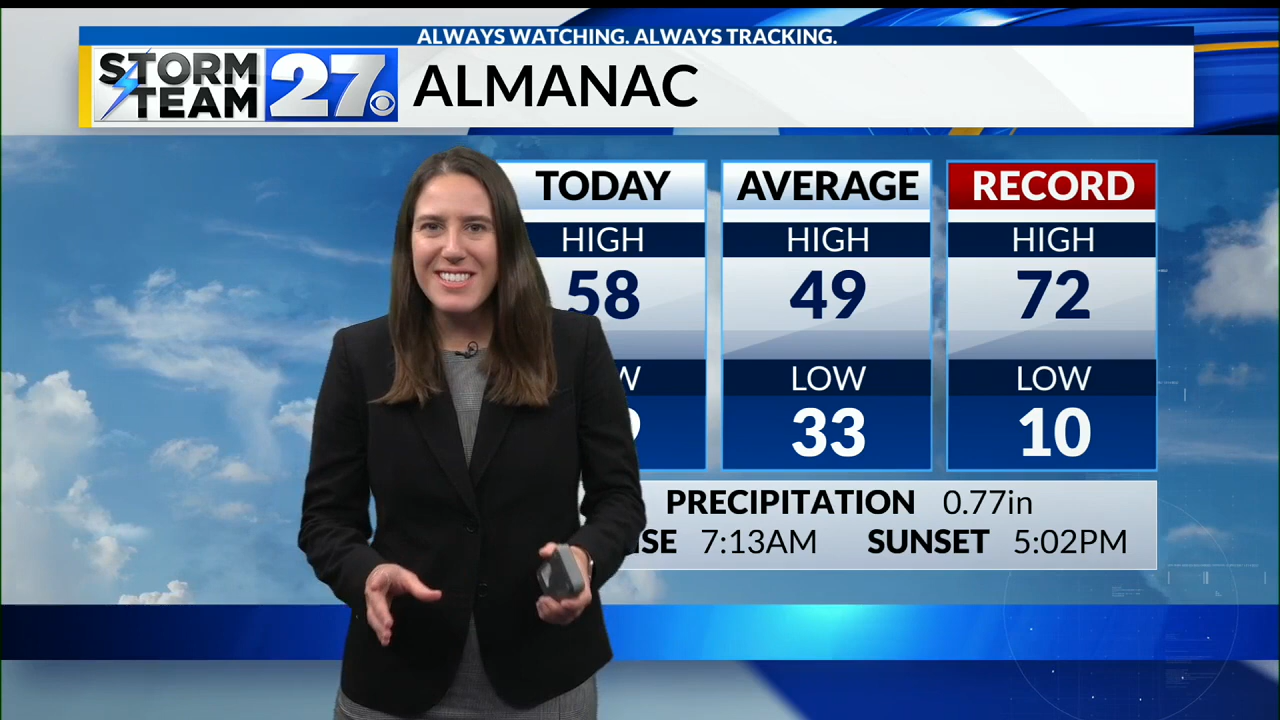 ALWAYS WATCHING. ALWAYS TRACKING.
STORM TEAM 27 ALMANAC
TODAY AVERAGE RECORD
HIGH HIGH HIGH
58 49 72
LOW LOW
33 10
PRECIPITATION 0.77in
7:13AM SUNSET 5:02PM